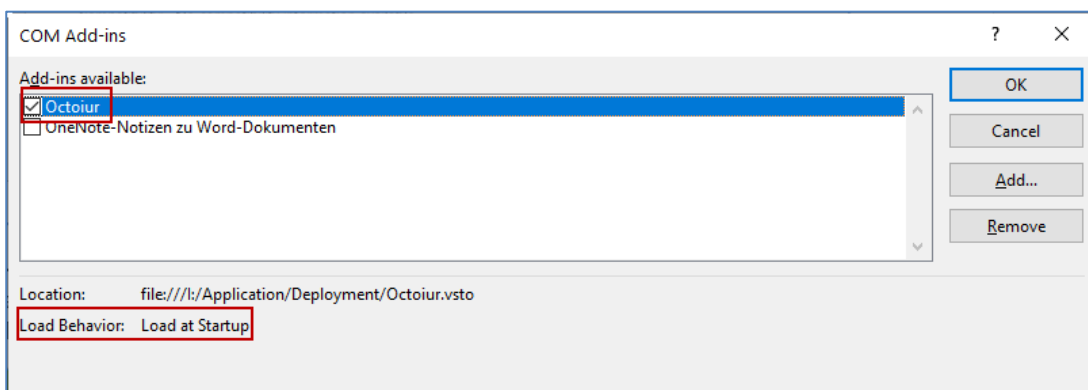 COM Add-ins ?
Add-ins available:
Octoiur
OneNote-Notizen zu Word-Dokumenten
OK
Cancel
Add...
Remove
Location: file:///I:/Application/Deployment/Octoiur.vsto
Load Behavior: Load at Startup